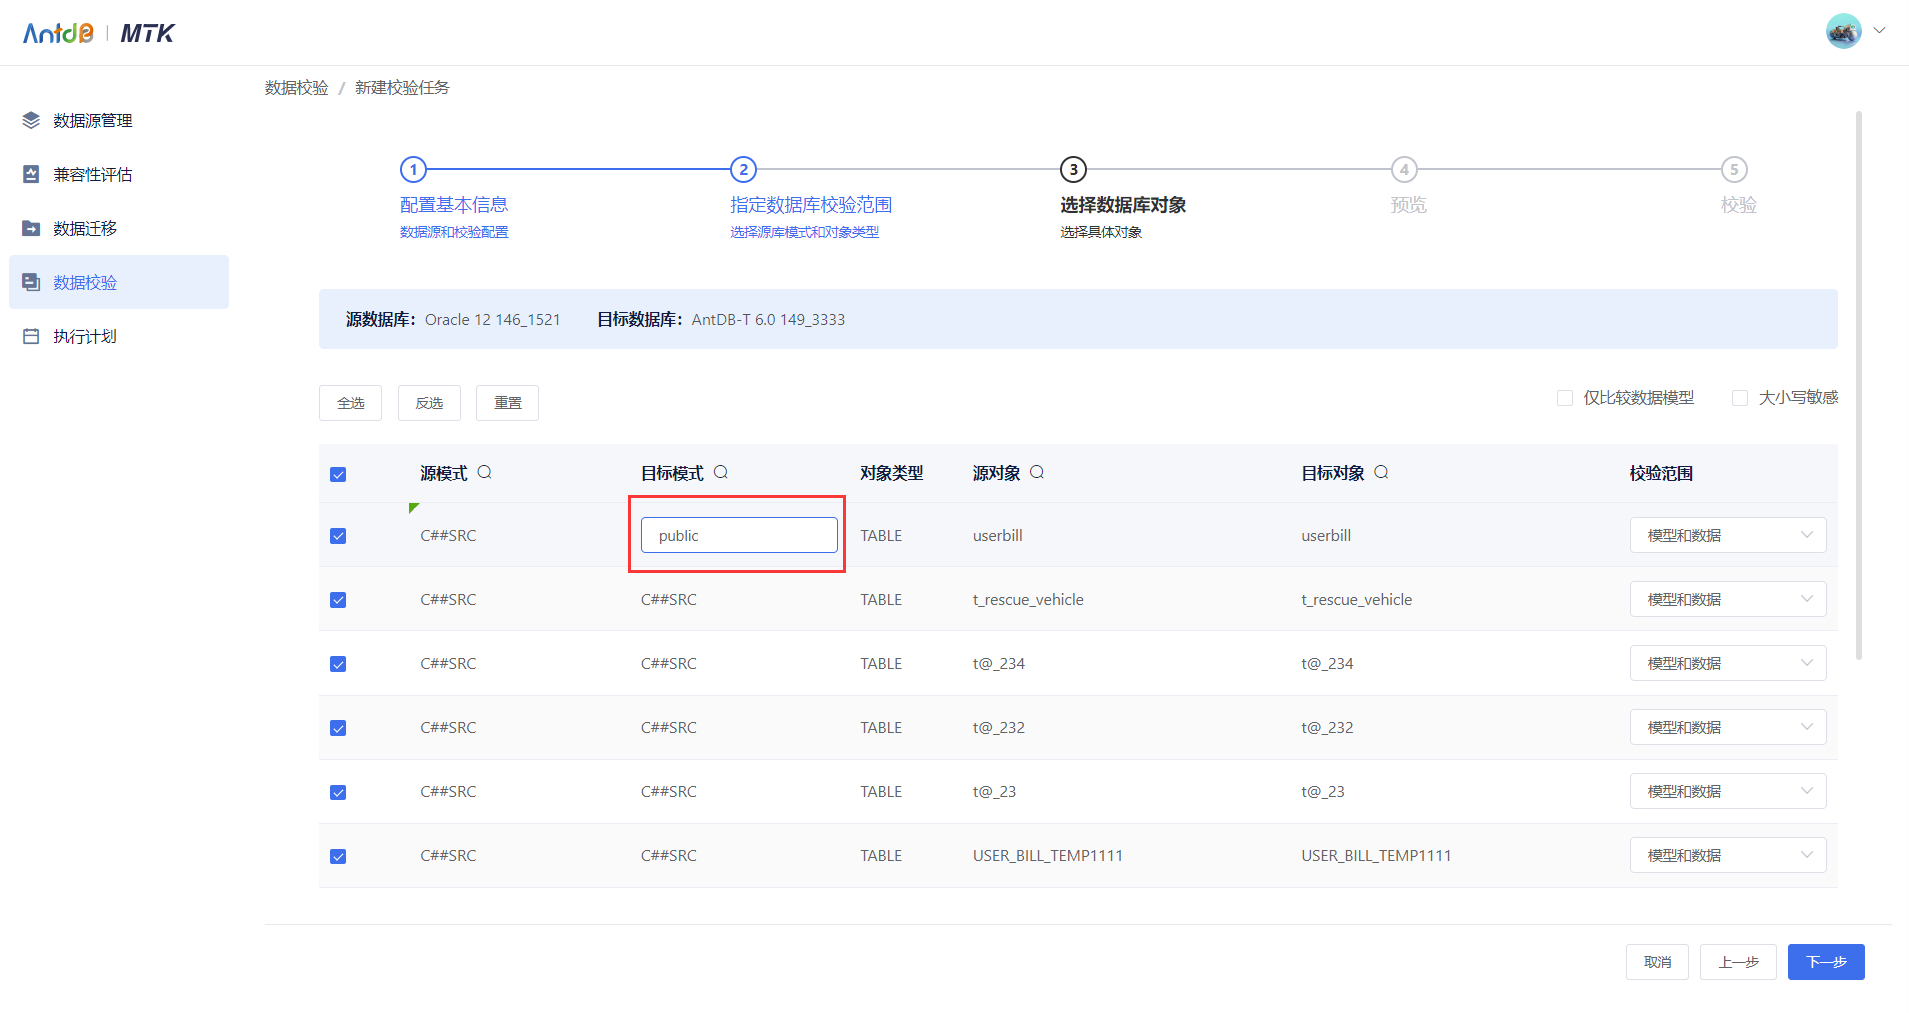 AntdB | MTK
数据校验 / 新建校验任务
数据源管理
兼容性评估
数据迁移
数据校验
执行计划
1 2 3 4 5
配置基本信息 指定数据库校验范围 选择数据库对象 预览 校验
数据源和校验配置 选择源库模式和对象类型 选择具体对象
源数据库： Oracle 12 146_1521 目标数据库： AntDB-T 6.0 149_3333
全选 反选 重置 仅比较数据模型 大小写敏感
源模式 目标模式 对象类型 源对象 目标对象 校验范围
C##SRC public TABLE userbill userbill 模型和数据
C##SRC C##SRC TABLE t_rescue_vehicle t_rescue_vehicle 模型和数据
C##SRC C##SRC TABLE t@_234 t@_234 模型和数据
C##SRC C##SRC TABLE t@_232 t@_232 模型和数据
C##SRC C##SRC TABLE t@_23 t@_23 模型和数据
C##SRC C##SRC TABLE USER_BILL_TEMP1111 USER_BILL_TEMP1111 模型和数据
取消 上一步 下一步